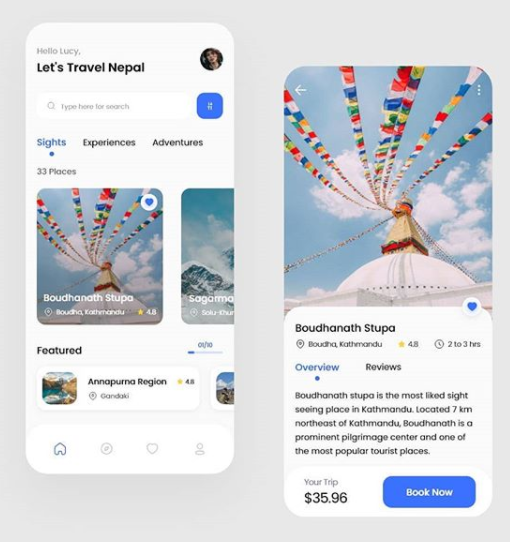 Hello Lucy,
Let's Travel Nepal
Type here for search
Sights Experiences Adventures
33 Places
Boudhanath Stupa
Boudha, Kathmandu 4.8
Sagarma
Solu-Khun
Featured
01/10
Annapurna Region 4.8
Gandaki
Boudhanath Stupa
Boudha, Kathmandu 4.8 2 to 3 hrs
Overview Reviews
Boudhanath stupa is the most liked sight
seeing place in Kathmandu. Located 7 km
northeast of Kathmandu, Boudhanath is a
prominent pilgrimage center and one of
the most popular tourist places.
Your Trip
$35.96
Book Now